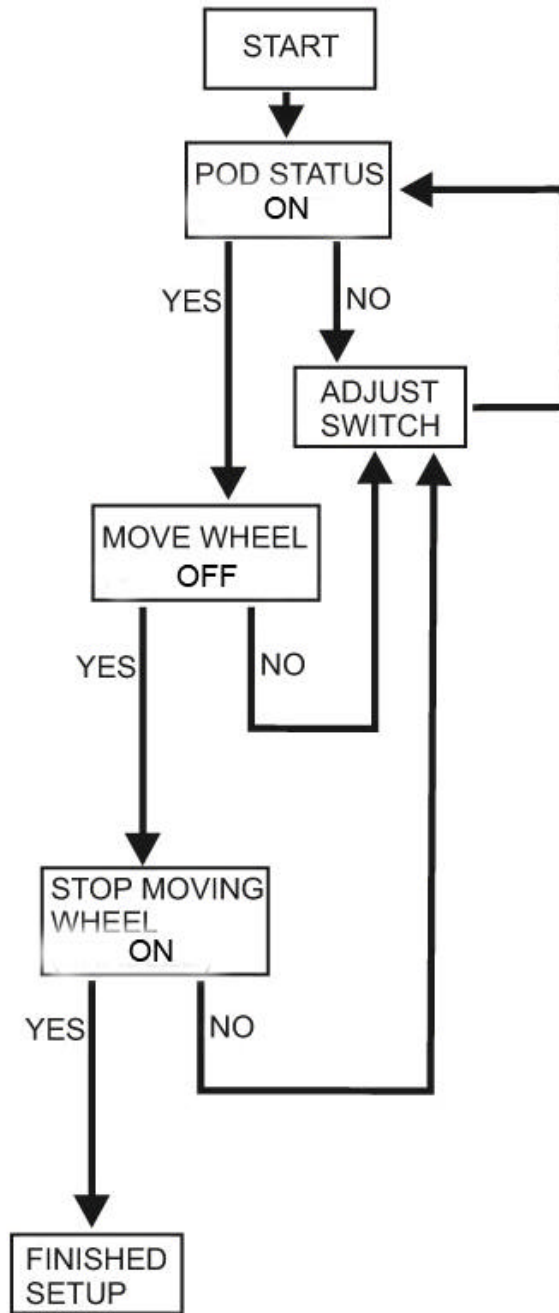 START
POD STATUS
ON
YES
NO
ADJUST
SWITCH
MOVE WHEEL
OFF
YES
NO
STOP MOVING
WHEEL
ON
YES
NO
FINISHED
SETUP